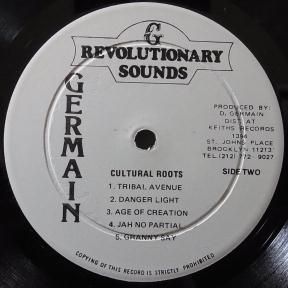 G
REVOLUTIONARY
SOUNDS
GERMAIN
PRODUCED BY:
D. GERMAIN
DIST. AT
KEITHS RECORDS
1394
ST. JOHNS PLACE
BROOKLYN 11213
TEL.(212) 772-9027
SIDE TWO
CULTURAL ROOTS
1. TRIBAL AVENUE
2. DANGER LIGHT
3. AGE OF CREATION
4. JAH NO PARTIAL
5. GRANNY SAY
COPYING OF THIS RECORD IS STRICTLY PROHIBITED